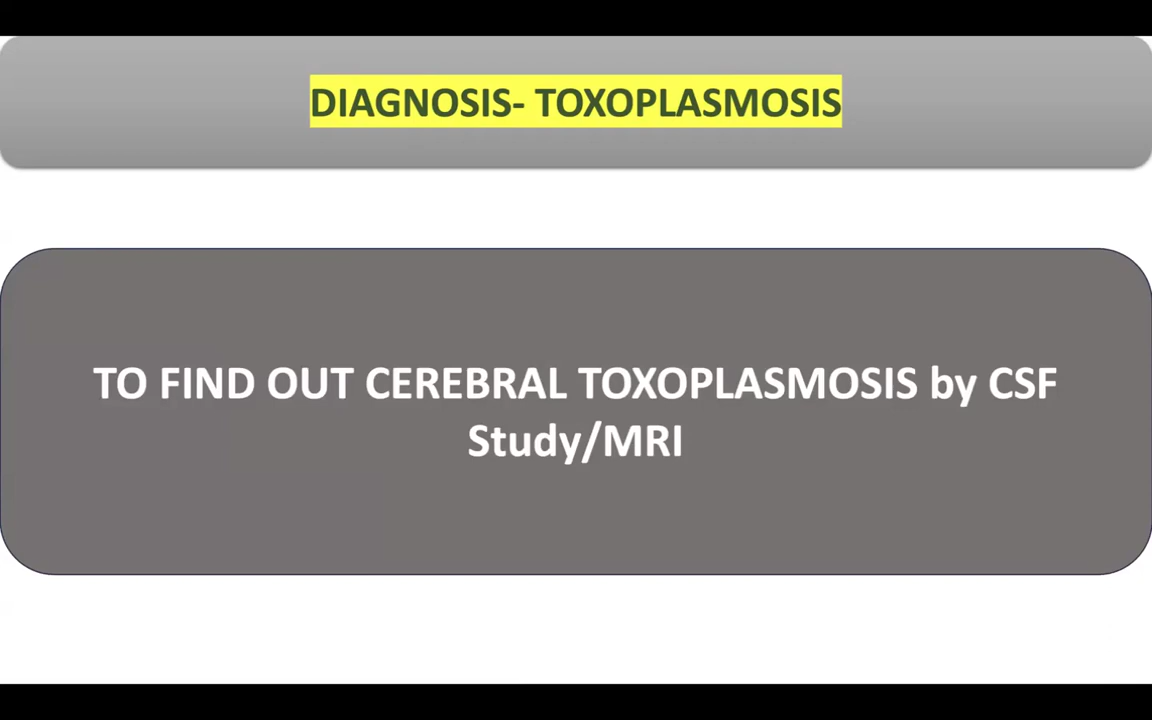 DIAGNOSIS- TOXOPLASMOSIS
TO FIND OUT CEREBRAL TOXOPLASMOSIS by CSF
Study/MRI